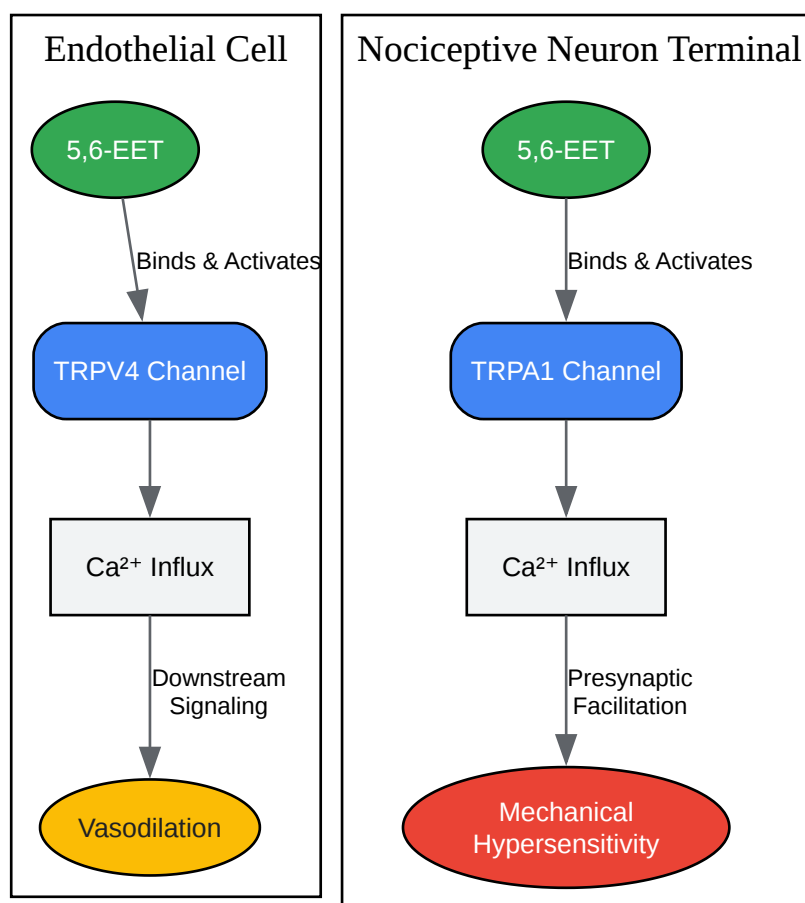 Endothelial Cell
5,6-EET
Binds & Activates
TRPV4 Channel
Ca²⁺ Influx
Downstream
Signaling
Vasodilation
Nociceptive Neuron Terminal
5,6-EET
Binds & Activates
TRPA1 Channel
Ca²⁺ Influx
Presynaptic
Facilitation
Mechanical
Hypersensitivity